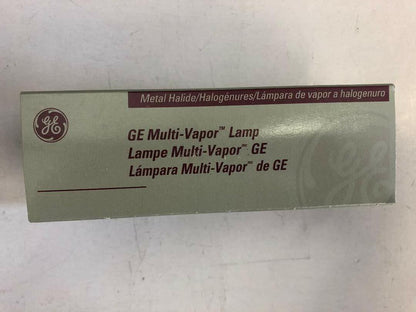 Metal Halide/Halogénures/Lámpara de vapor a halogenuro
GE
GE Multi-Vapor™ Lamp
Lampe Multi-Vapor™ GE
Lámpara Multi-Vapor™ de GE